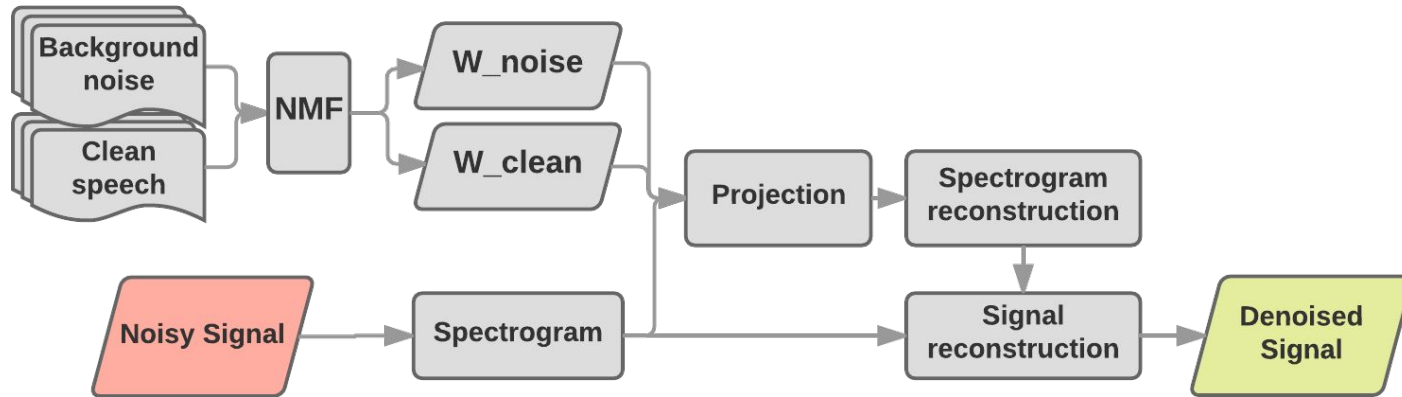 Background
noise
Clean
speech
NMF
W_noise
W_clean
Projection
Spectrogram
reconstruction
Noisy Signal
Spectrogram
Signal
reconstruction
Denoised
Signal